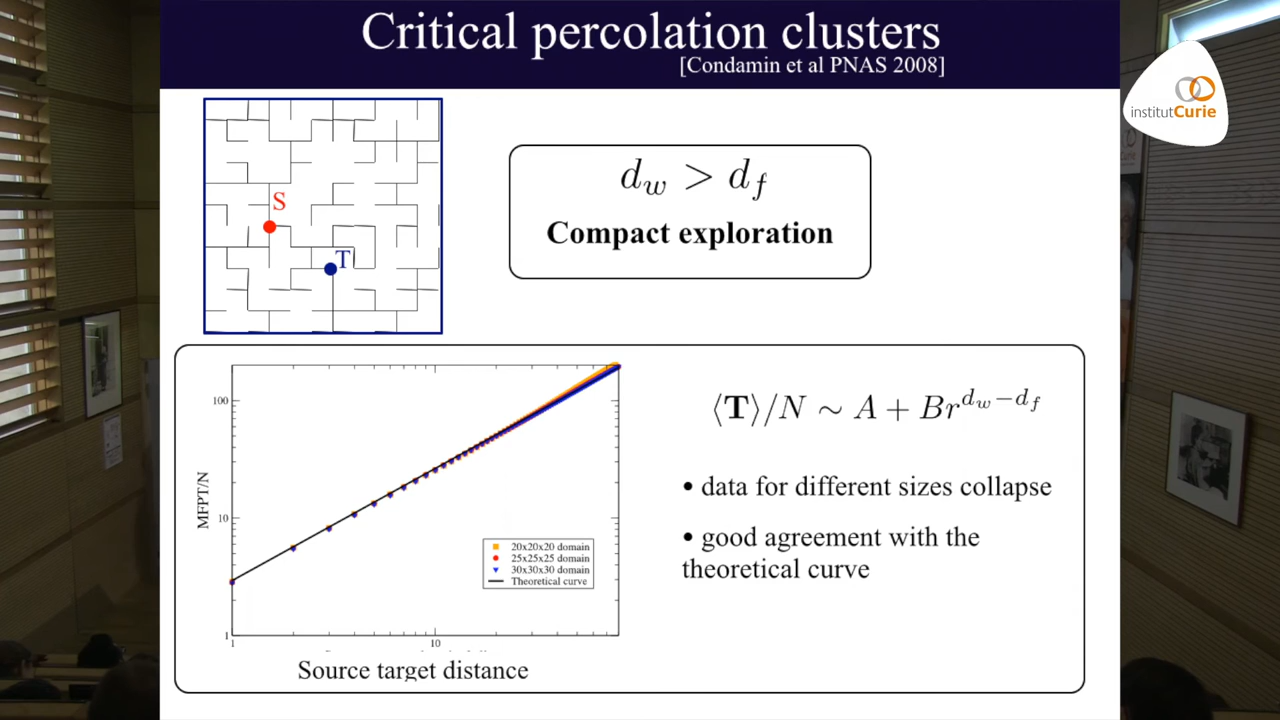 Critical percolation clusters
[Condamin et al PNAS 2008]
institutCurie
S
T
d_w > d_f
Compact exploration
MFPT/N
100
10
1
1
10
20x20x20 domain
25x25x25 domain
30x30x30 domain
Theoretical curve
Source target distance
⟨T⟩/N ∼ A + Br^{d_w−d_f}
• data for different sizes collapse
• good agreement with the
theoretical curve